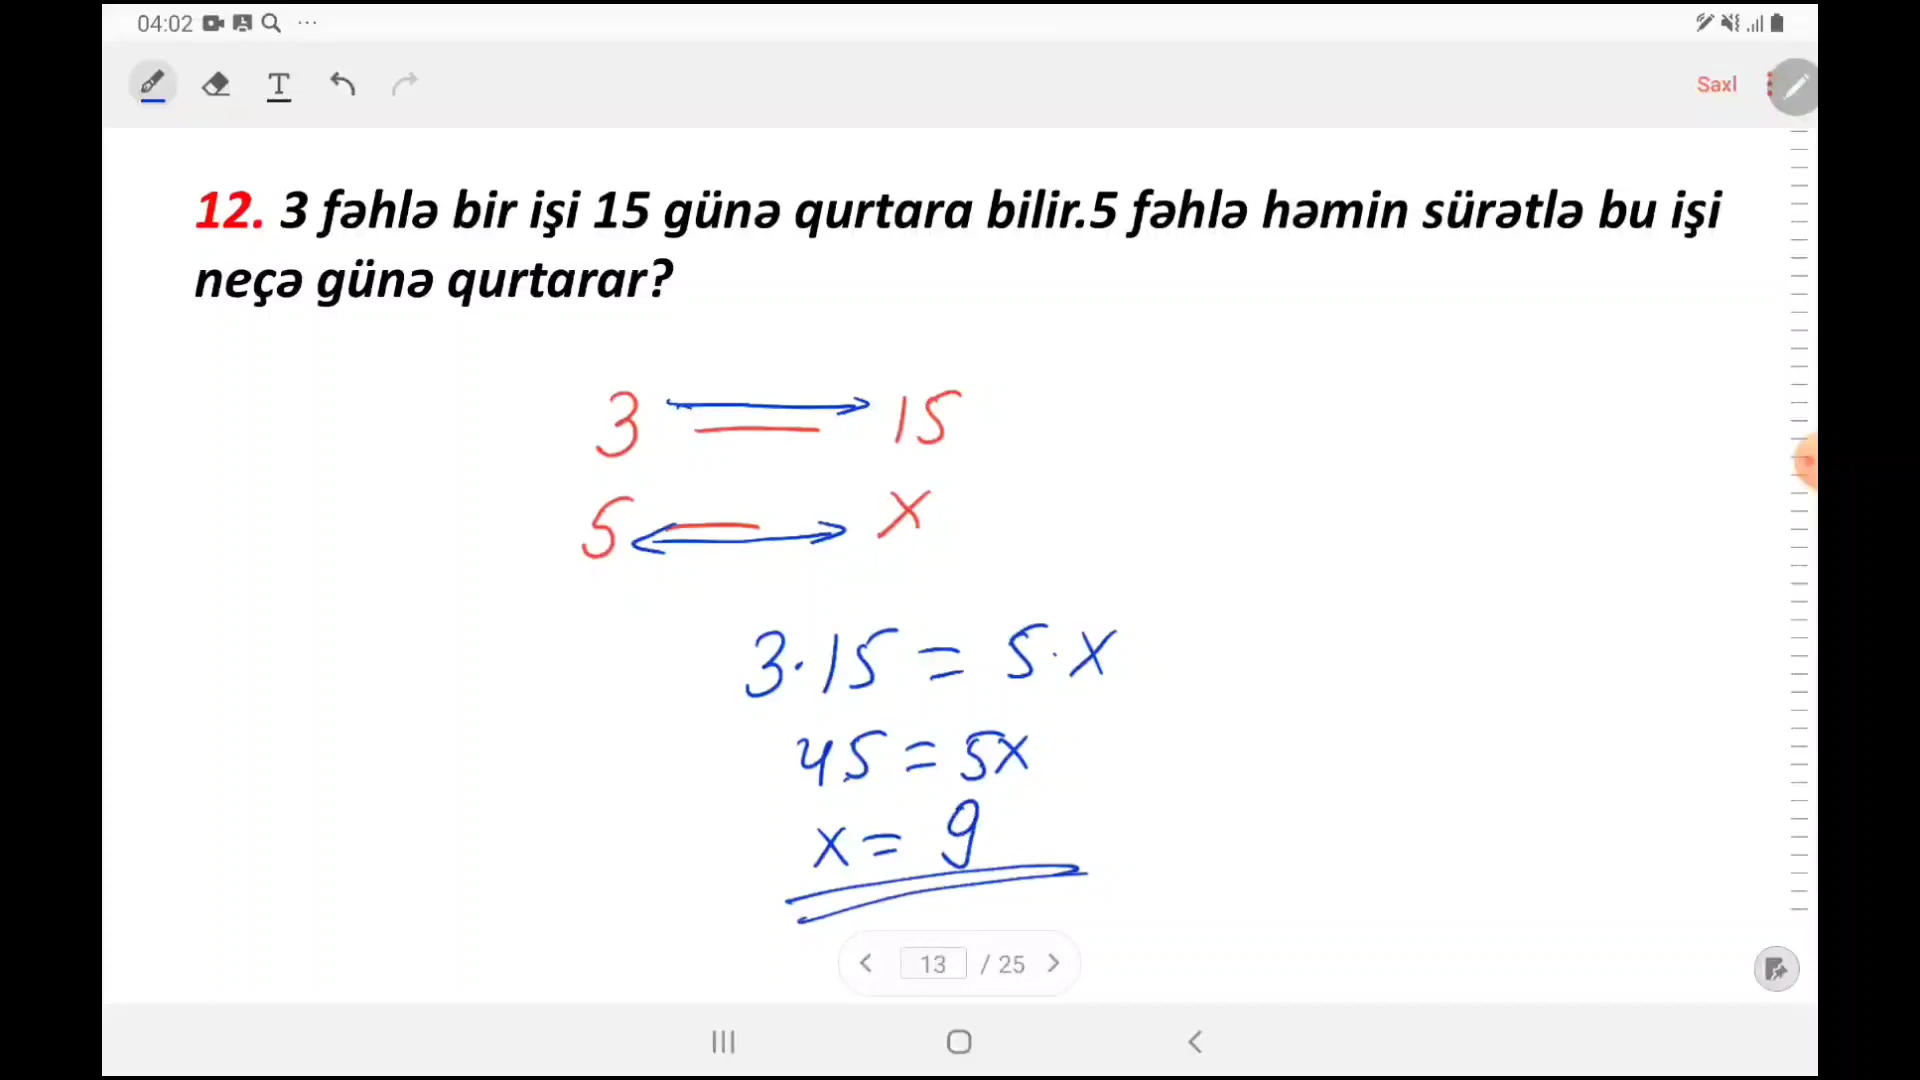 04:02
Saxl
12. 3 fəhlə bir işi 15 günə qurtara bilir.5 fəhlə həmin sürətlə bu işi
neçə günə qurtarar?
3 15
5 x
3·15 = 5·x
45 = 5x
x = 9
13 / 25